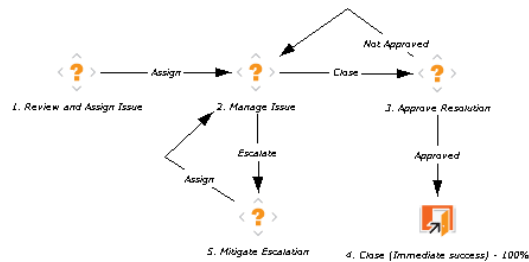 Not Approved
Assign
Close
1. Review and Assign Issue
2. Manage Issue
3. Approve Resolution
Escalate
Approved
Assign
5. Mitigate Escalation
4. Close (Immediate success) - 100%